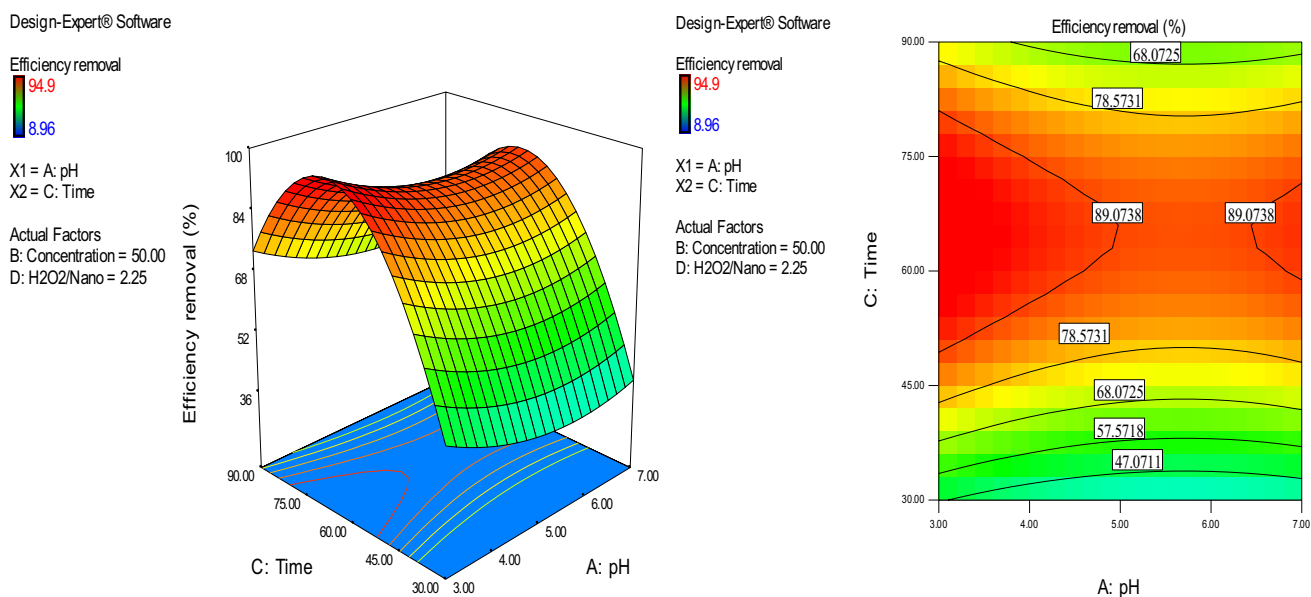 Design-Expert® Software
Efficiency removal
94.9
8.96
X1 = A: pH
X2 = C: Time
Actual Factors
B: Concentration = 50.00
D: H2O2/Nano = 2.25
100
84
68
52
36
Efficiency removal (%)
90.00
75.00
60.00
45.00
30.00
C: Time
3.00
4.00
5.00
6.00
7.00
A: pH
Design-Expert® Software
Efficiency removal
94.9
8.96
X1 = A: pH
X2 = C: Time
Actual Factors
B: Concentration = 50.00
D: H2O2/Nano = 2.25
Efficiency removal (%)
90.00
75.00
60.00
45.00
30.00
C: Time
68.0725
78.5731
89.0738
89.0738
78.5731
68.0725
57.5718
47.0711
3.00
4.00
5.00
6.00
7.00
A: pH